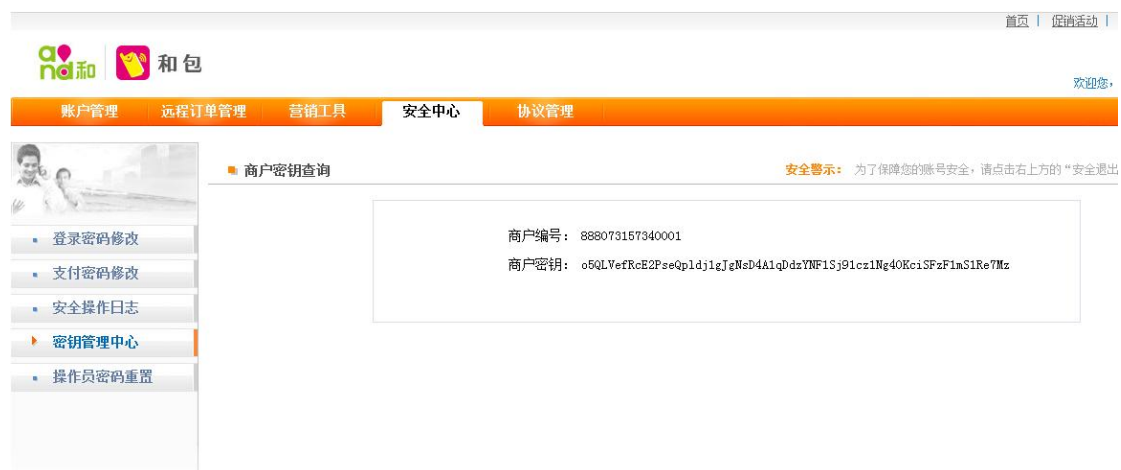 首页 | 促销活动 |
and和 和包
欢迎您，
账户管理 远程订单管理 营销工具 安全中心 协议管理
商户密钥查询 安全警示： 为了保障您的账号安全，请点击右上方的“安全退出
登录密码修改
支付密码修改
安全操作日志
密钥管理中心
操作员密码重置
商户编号： 888073157340001
商户密钥： o5QLVefRcE2PseQpldj1gJgNsD4A1qDdzYNF1Sj91cz1Ng4OKciSFzF1mS1Re7Mz